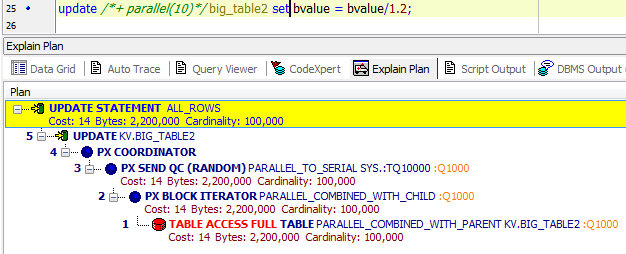 25 update /*+ parallel(10)*/ big_table2 set bvalue = bvalue/1.2;
26
Explain Plan
Data Grid Auto Trace Query Viewer CodeXpert Explain Plan Script Output DBMS Output (
Plan
UPDATE STATEMENT ALL_ROWS
Cost: 14 Bytes: 2,200,000 Cardinality: 100,000
5 UPDATE KV.BIG_TABLE2
4 PX COORDINATOR
3 PX SEND QC (RANDOM) PARALLEL_TO_SERIAL SYS.:TQ10000 :Q1000
Cost: 14 Bytes: 2,200,000 Cardinality: 100,000
2 PX BLOCK ITERATOR PARALLEL_COMBINED_WITH_CHILD :Q1000
Cost: 14 Bytes: 2,200,000 Cardinality: 100,000
1 TABLE ACCESS FULL TABLE PARALLEL_COMBINED_WITH_PARENT KV.BIG_TABLE2 :Q1000
Cost: 14 Bytes: 2,200,000 Cardinality: 100,000